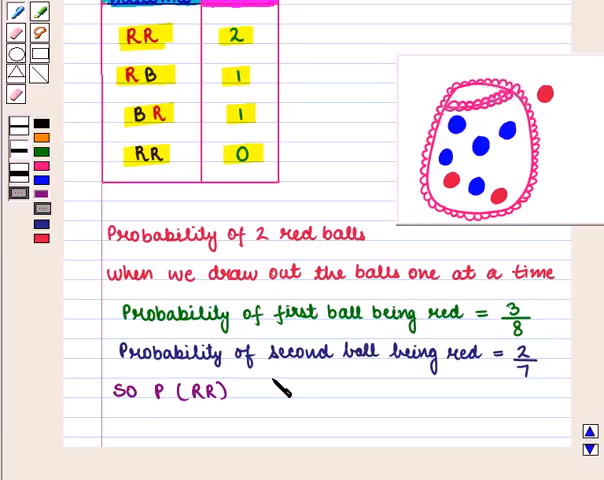 RR 2
RB 1
BR 1
RR 0
Probability of 2 red balls
When we draw out the balls one at a time
Probability of first ball being red = 3/8
Probability of second ball being red = 2/7
SO P (RR)